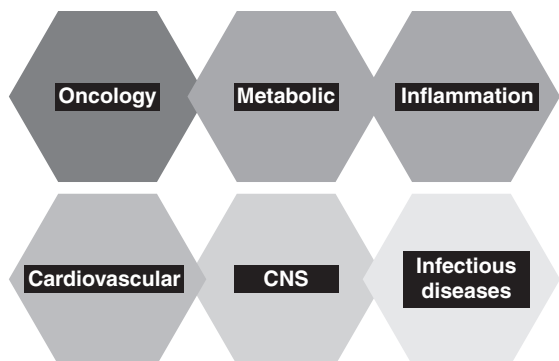 Oncology
Metabolic
Inflammation
Cardiovascular
CNS
Infectious
diseases